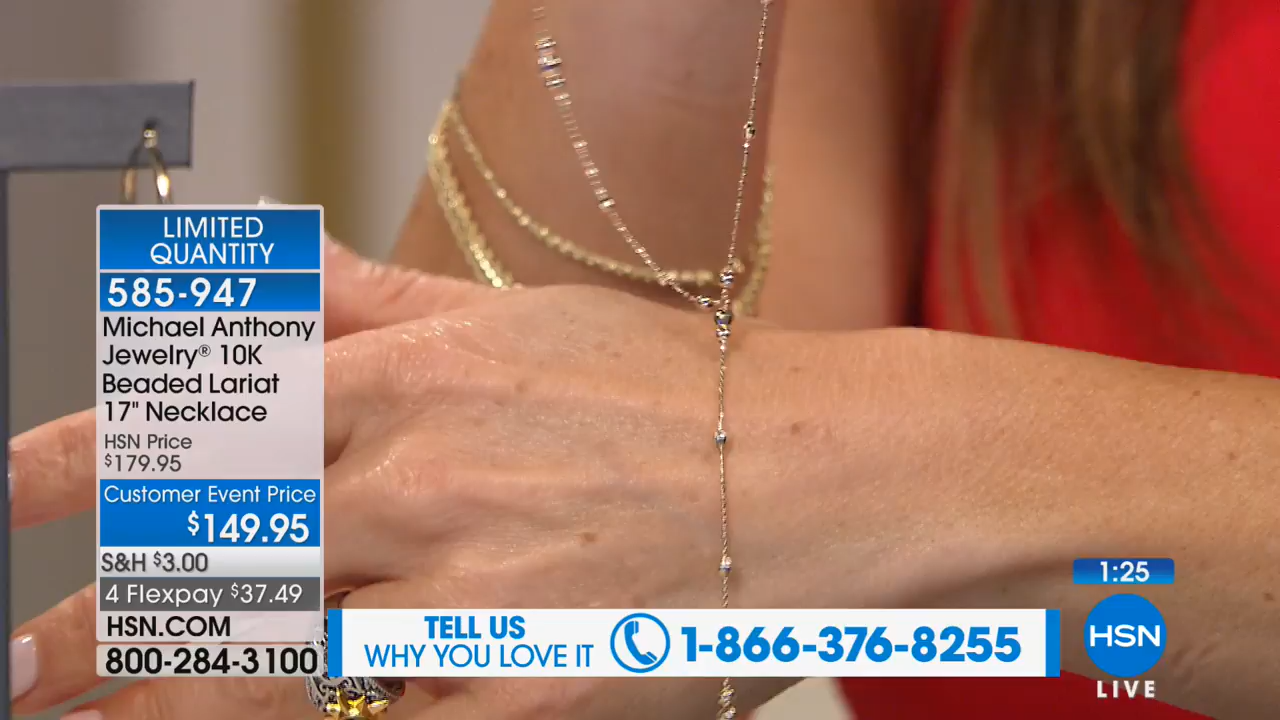 LIMITED
QUANTITY
585-947
Michael Anthony
Jewelry® 10K
Beaded Lariat
17" Necklace
HSN Price
$179.95
Customer Event Price
$149.95
S&H $3.00
4 Flexpay $37.49
HSN.COM
800-284-3100
TELL US
WHY YOU LOVE IT
1-866-376-8255
1:25
HSN
LIVE